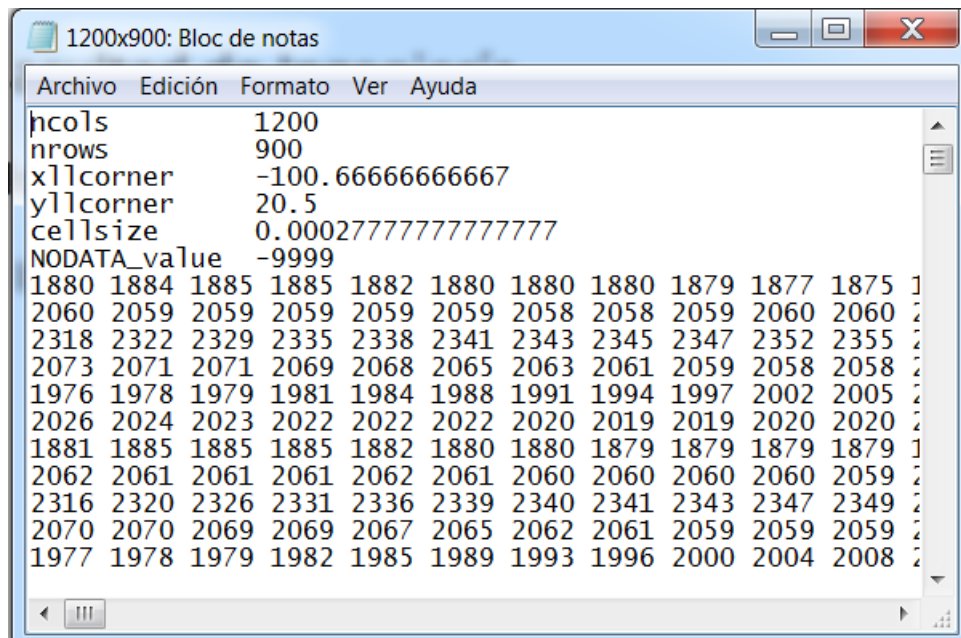 1200x900: Bloc de notas
Archivo Edición Formato Ver Ayuda
ncols 1200
nrows 900
xllcorner -100.66666666667
yllcorner 20.5
cellsize 0.00027777777777777
NODATA_value -9999
1880 1884 1885 1885 1882 1880 1880 1880 1879 1877 1875
2060 2059 2059 2059 2059 2059 2058 2058 2059 2060 2060
2318 2322 2329 2335 2338 2341 2343 2345 2347 2352 2355
2073 2071 2071 2069 2068 2065 2063 2061 2059 2058 2058
1976 1978 1979 1981 1984 1988 1991 1994 1997 2002 2005
2026 2024 2023 2022 2022 2022 2020 2019 2019 2020 2020
1881 1885 1885 1885 1882 1880 1880 1879 1879 1879 1879
2062 2061 2061 2061 2062 2061 2060 2060 2060 2060 2059
2316 2320 2326 2331 2336 2339 2340 2341 2343 2347 2349
2070 2070 2069 2069 2067 2065 2062 2061 2059 2059 2059
1977 1978 1979 1982 1985 1989 1993 1996 2000 2004 2008